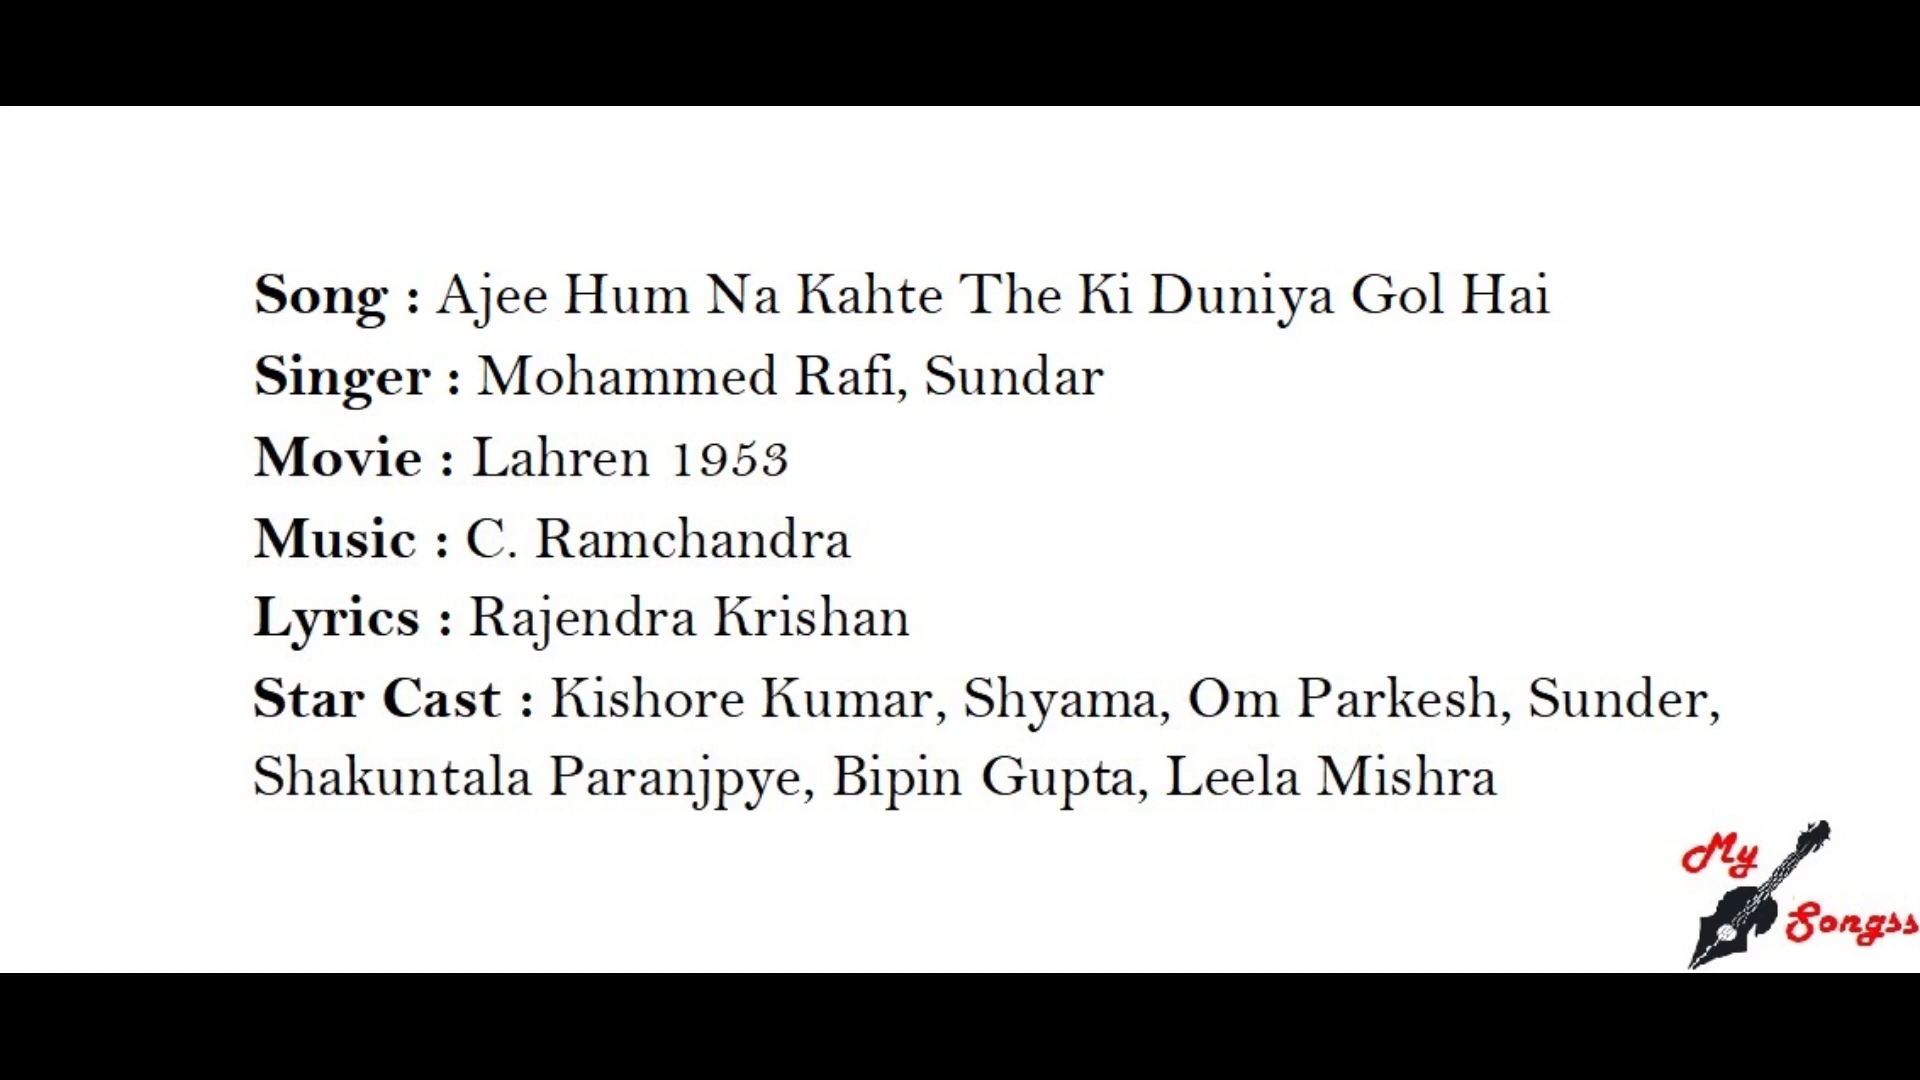 Song : Ajee Hum Na Kahte The Ki Duniya Gol Hai
Singer : Mohammed Rafi, Sundar
Movie : Lahren 1953
Music : C. Ramchandra
Lyrics : Rajendra Krishan
Star Cast : Kishore Kumar, Shyama, Om Parkesh, Sunder,
Shakuntala Paranjpye, Bipin Gupta, Leela Mishra
My
Songss